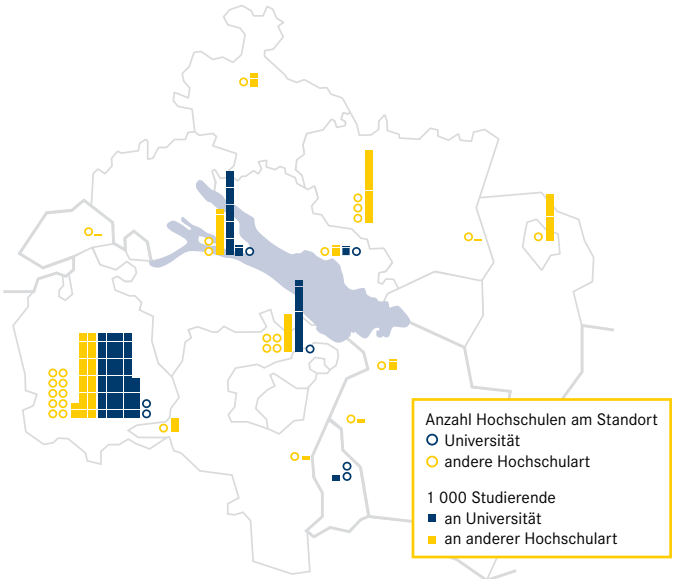 Anzahl Hochschulen am Standort
Universität
andere Hochschulart
1 000 Studierende
an Universität
an anderer Hochschulart